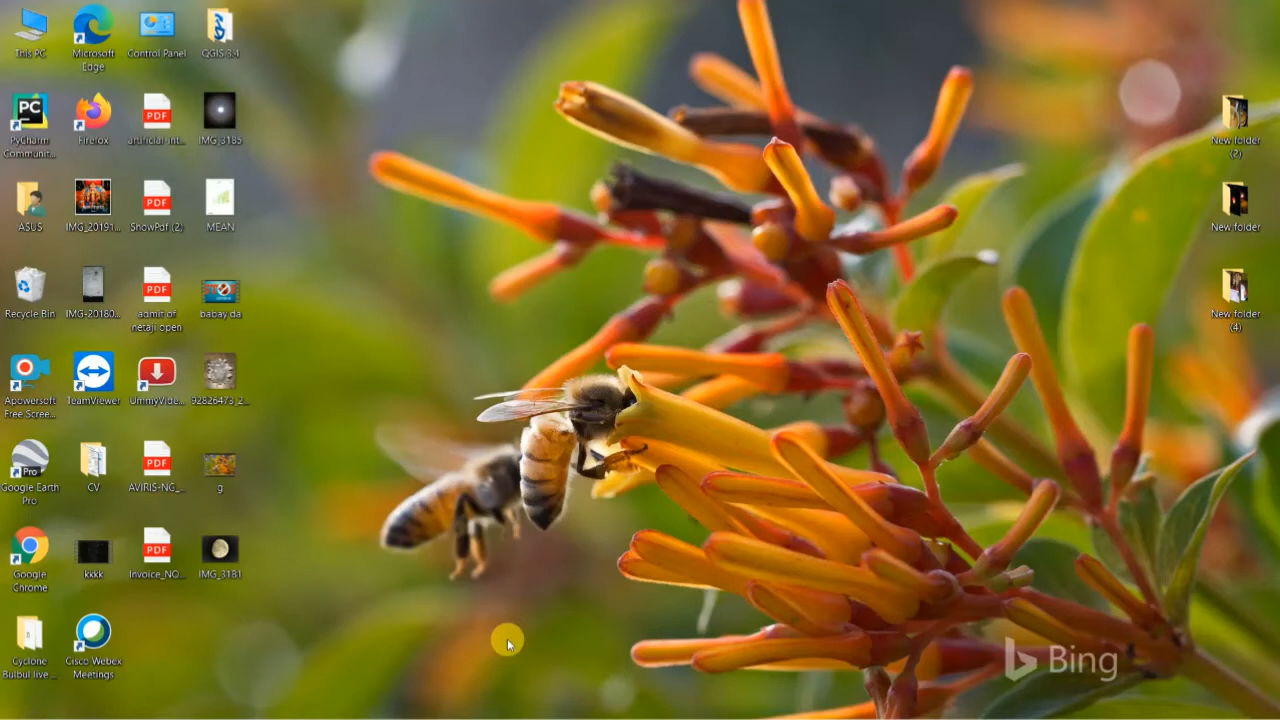 This PC
Microsoft
Edge
Control Panel
QGIS 3.4
PyCharm
Communit...
Firefox
artificial-int...
IMG_3185
ASUS
IMG_20191...
ShowPdf (2)
MEAN
Recycle Bin
IMG-20180...
admit of
netaji open
babay da
Apowersoft
Free Scree...
TeamViewer
UmmyVide...
92826473_2...
Google Earth
Pro
CV
AVIRIS-NG_...
g
Google
Chrome
kkkk
Invoice_NO...
IMG_3181
Cyclone
Bulbul live ...
Cisco Webex
Meetings
New folder
(2)
New folder
New folder
(4)
Bing